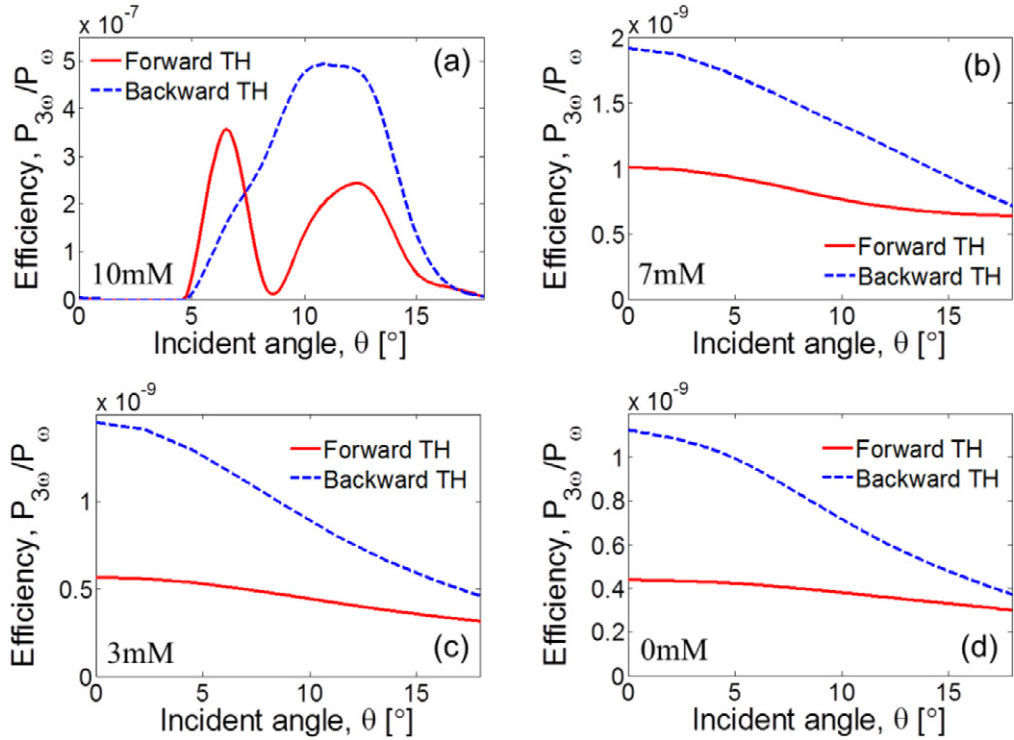 x 10⁻⁷
Efficiency, P₃ω/Pω
5
4
3
2
1
0
Forward TH
Backward TH
(a)
10mM
0
5
10
15
Incident angle, θ [°]
x 10⁻⁹
Efficiency, P₃ω/Pω
2
1.5
1
0.5
0
(b)
Forward TH
Backward TH
7mM
0
5
10
15
Incident angle, θ [°]
x 10⁻⁹
Efficiency, P₃ω/Pω
1
0.5
0
Forward TH
Backward TH
3mM
(c)
0
5
10
15
Incident angle, θ [°]
x 10⁻⁹
Efficiency, P₃ω/Pω
1
0.8
0.6
0.4
0.2
0
Forward TH
Backward TH
0mM
(d)
0
5
10
15
Incident angle, θ [°]